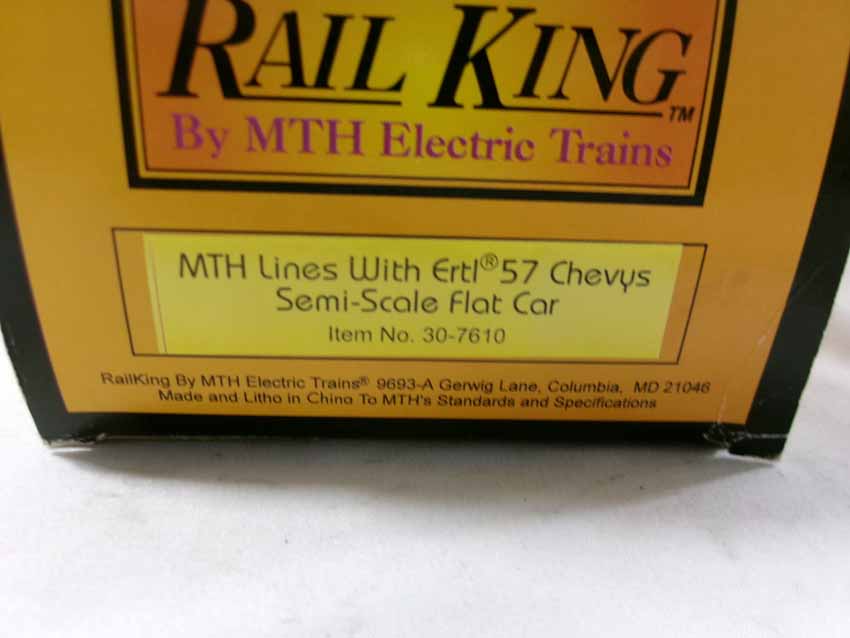 RAIL KING™
By MTH Electric Trains
MTH Lines With Ertl®57 Chevys
Semi-Scale Flat Car
Item No. 30-7610
RailKing By MTH Electric Trains® 9693-A Gerwig Lane, Columbia, MD 21046
Made and Litho in China To MTH's Standards and Specifications